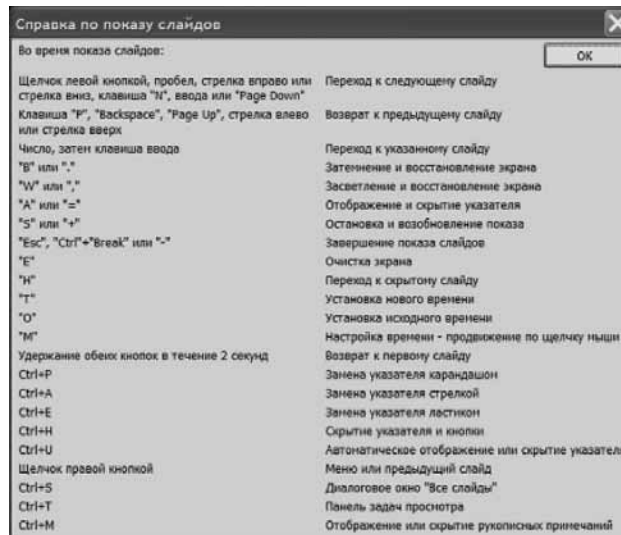 Справка по показу слайдов
Во время показа слайдов:
OK
Щелчок левой кнопкой, пробел, стрелка вправо или стрелка вниз, клавиша "N", ввода или "Page Down" Переход к следующему слайду
Клавиша "P", "Backspace", "Page Up", стрелка влево или стрелка вверх Возврат к предыдущему слайду
Число, затем клавиша ввода Переход к указанному слайду
"B" или "." Затемнение и восстановление экрана
"W" или "," Засветление и восстановление экрана
"A" или "=" Отображение и скрытие указателя
"S" или "+" Остановка и возобновление показа
"Esc", "Ctrl"+"Break" или "-" Завершение показа слайдов
"E" Очистка экрана
"H" Переход к скрытому слайду
"T" Установка нового времени
"O" Установка исходного времени
"M" Настройка времени - продвижение по щелчку мыши
Удержание обеих кнопок в течение 2 секунд Возврат к первому слайду
Ctrl+P Замена указателя карандашом
Ctrl+A Замена указателя стрелкой
Ctrl+E Замена указателя ластиком
Ctrl+H Скрытие указателя и кнопки
Ctrl+U Автоматическое отображение или скрытие указател
Щелчок правой кнопкой Меню или предыдущий слайд
Ctrl+S Диалоговое окно "Все слайды"
Ctrl+T Панель задач просмотра
Ctrl+M Отображение или скрытие рукописных примечаний